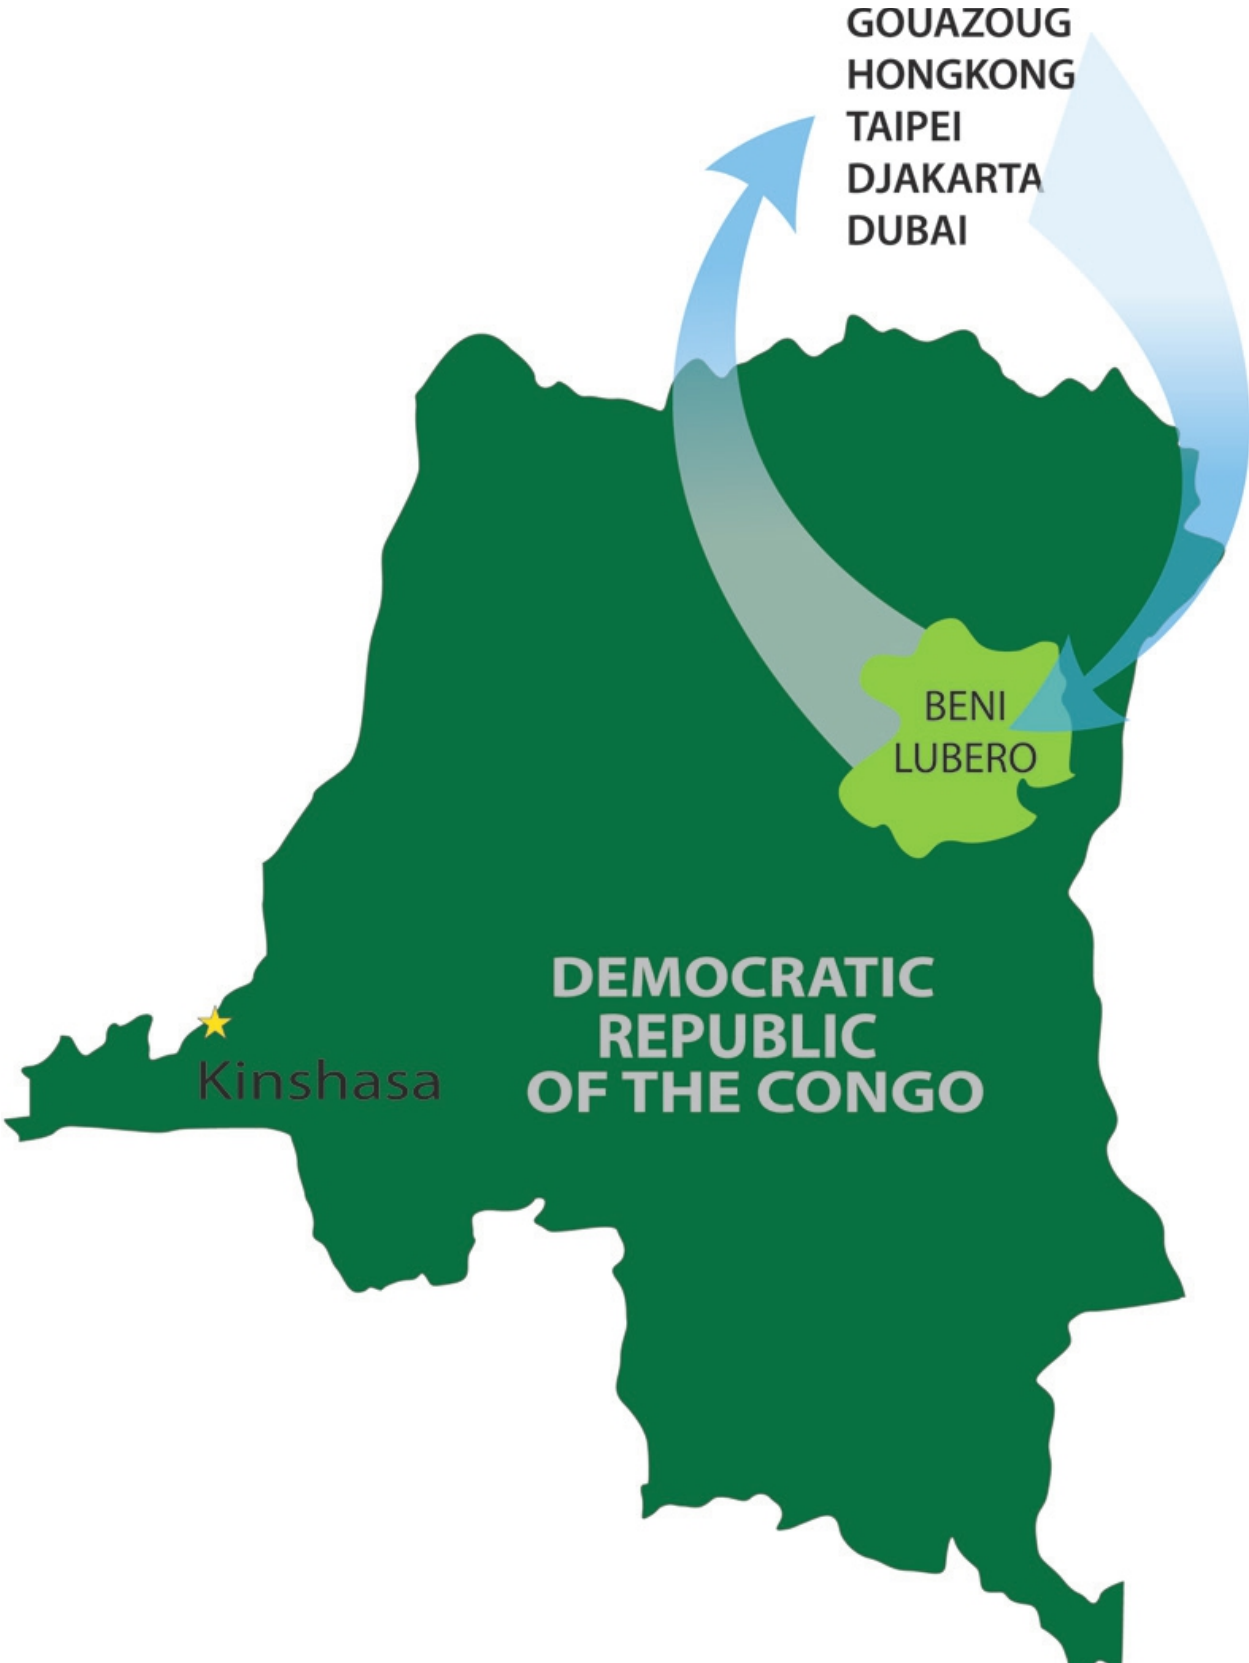 GOUAZOUG
HONGKONG
TAIPEI
DJAKARTA
DUBAI
BENI
LUBERO
DEMOCRATIC
REPUBLIC
OF THE CONGO
Kinshasa